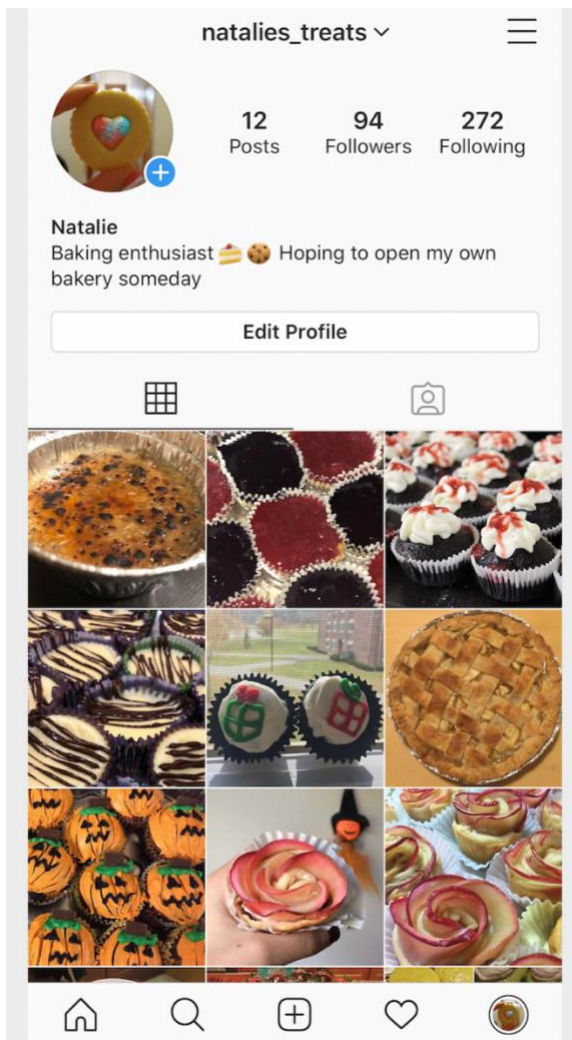 natalies_treats
12 94 272
Posts Followers Following
Natalie
Baking enthusiast 🍰 🍪 Hoping to open my own
bakery someday
Edit Profile